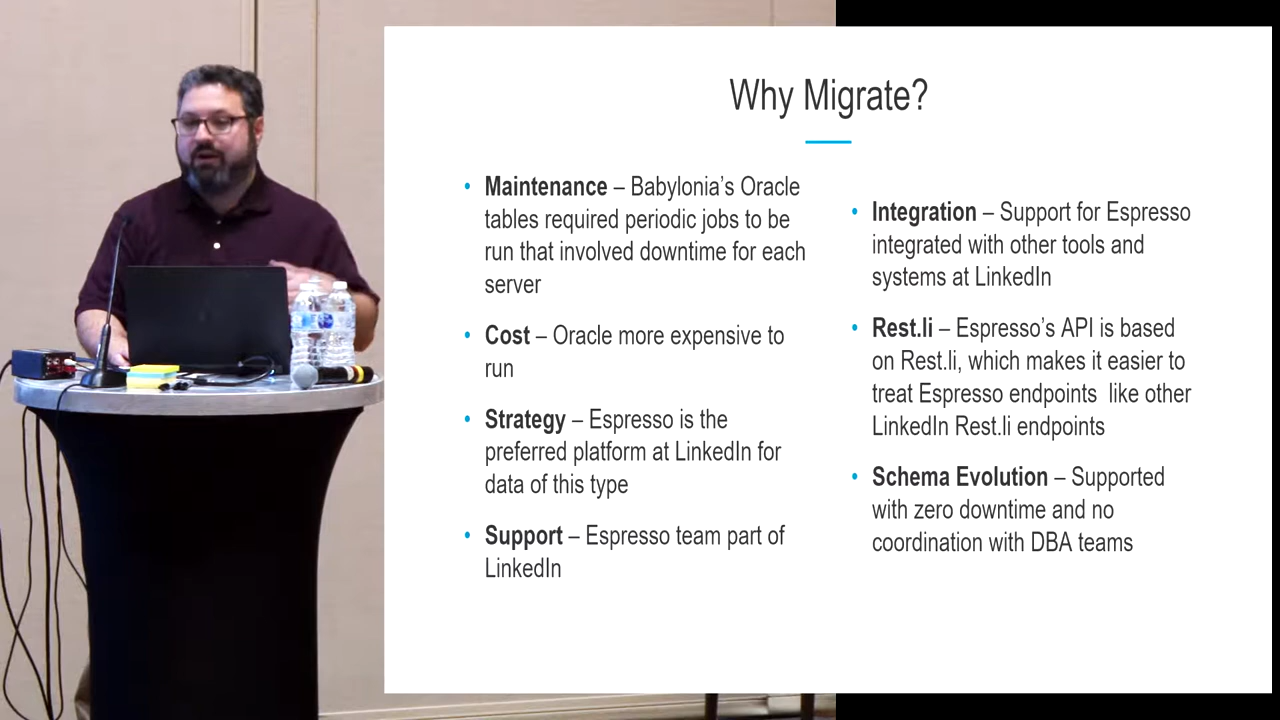 Why Migrate?
• Maintenance – Babylonia's Oracle
tables required periodic jobs to be
run that involved downtime for each
server
• Cost – Oracle more expensive to
run
• Strategy – Espresso is the
preferred platform at LinkedIn for
data of this type
• Support – Espresso team part of
LinkedIn
• Integration – Support for Espresso
integrated with other tools and
systems at LinkedIn
• Rest.li – Espresso's API is based
on Rest.li, which makes it easier to
treat Espresso endpoints  like other
LinkedIn Rest.li endpoints
• Schema Evolution – Supported
with zero downtime and no
coordination with DBA teams